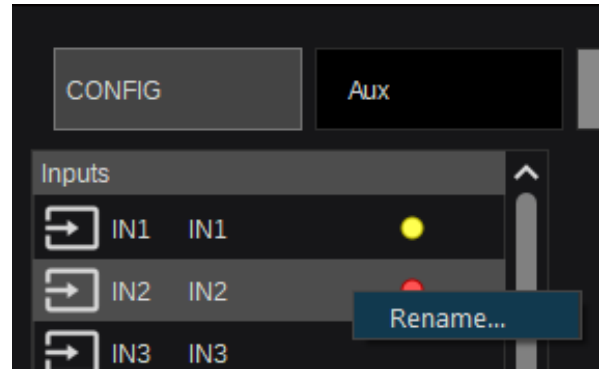 CONFIG Aux
Inputs
IN1 IN1
IN2 IN2
Rename...
IN3 IN3